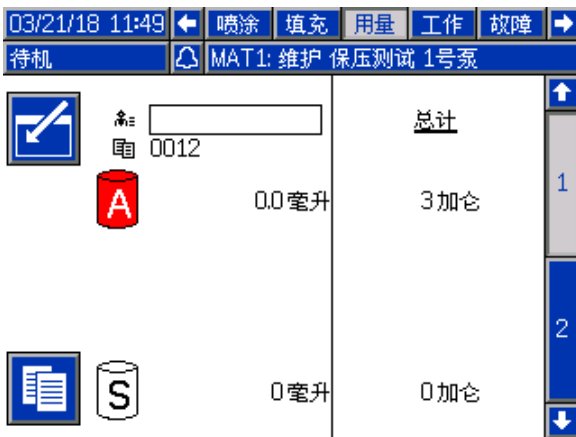 03/21/18 11:49 喷涂 填充 用量 工作 故障
待机 MAT1: 维护 保压测试 1号泵
总计
0012
A 0.0 毫升 3 加仑
1
2
S 0 毫升 0 加仑